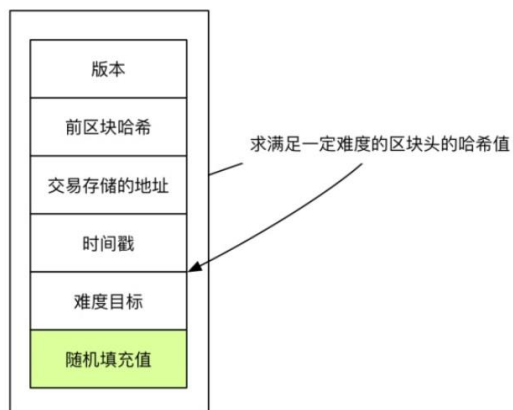 版本
前区块哈希
求满足一定难度的区块头的哈希值
交易存储的地址
时间戳
难度目标
随机填充值